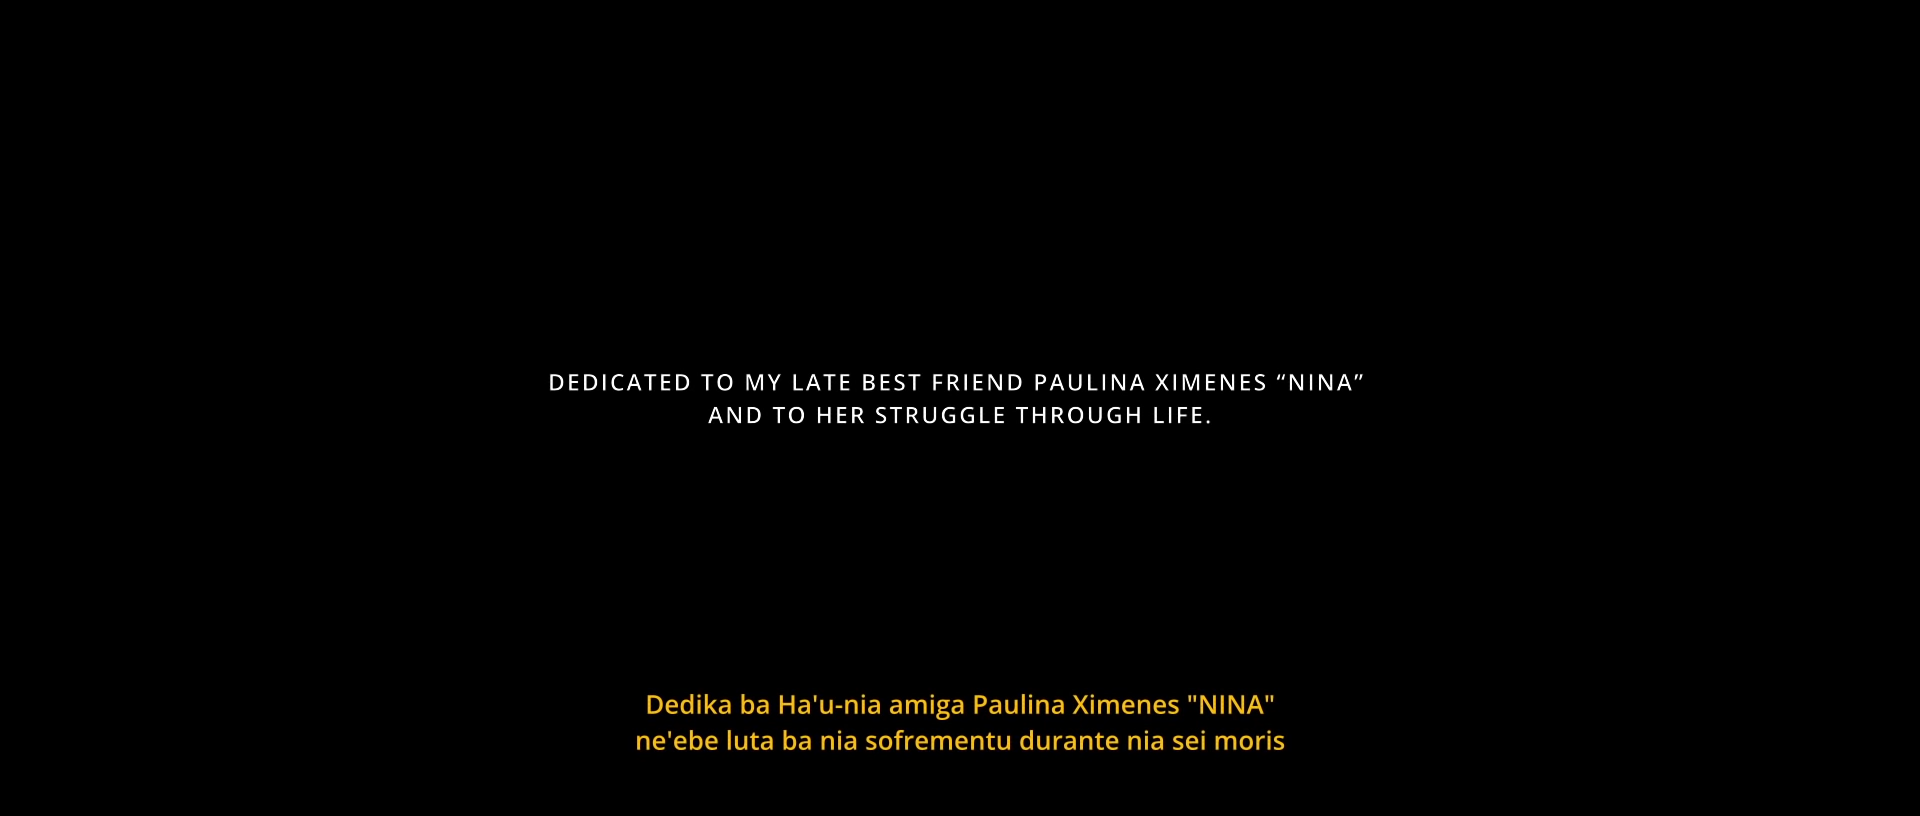 DEDICATED TO MY LATE BEST FRIEND PAULINA XIMENES “NINA”
AND TO HER STRUGGLE THROUGH LIFE.
Dedika ba Ha'u-nia amiga Paulina Ximenes "NINA"
ne'ebe luta ba nia sofrementu durante nia sei moris